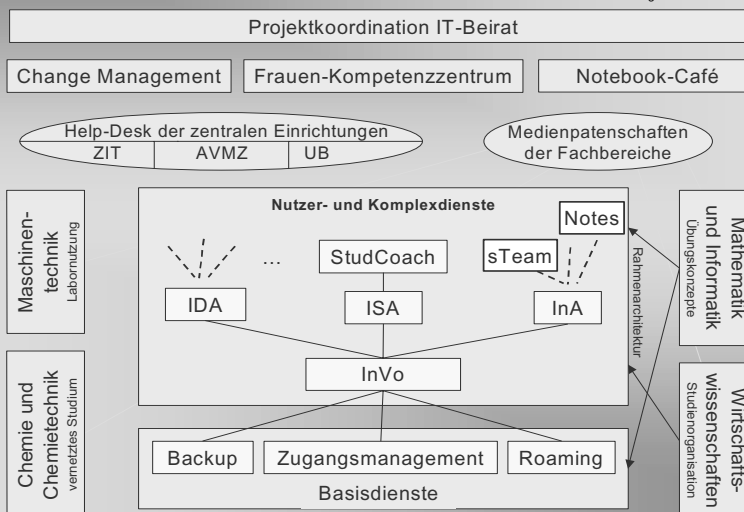 Projektkoordination IT-Beirat
Change Management
Frauen-Kompetenzzentrum
Notebook-Café
Help-Desk der zentralen Einrichtungen
ZIT
AVMZ
UB
Medienpatenschaften
der Fachbereiche
Maschinen-
technik
Labornutzung
Chemie und
Chemietechnik
vernetztes Studium
Nutzer- und Komplexdienste
Notes
sTeam
...
StudCoach
IDA
ISA
InA
InVo
Rahmenarchitektur
Backup
Zugangsmanagement
Roaming
Basisdienste
Mathematik
und Informatik
Übungskonzepte
Wirtschafts-
wissenschaften
Studienorganisation